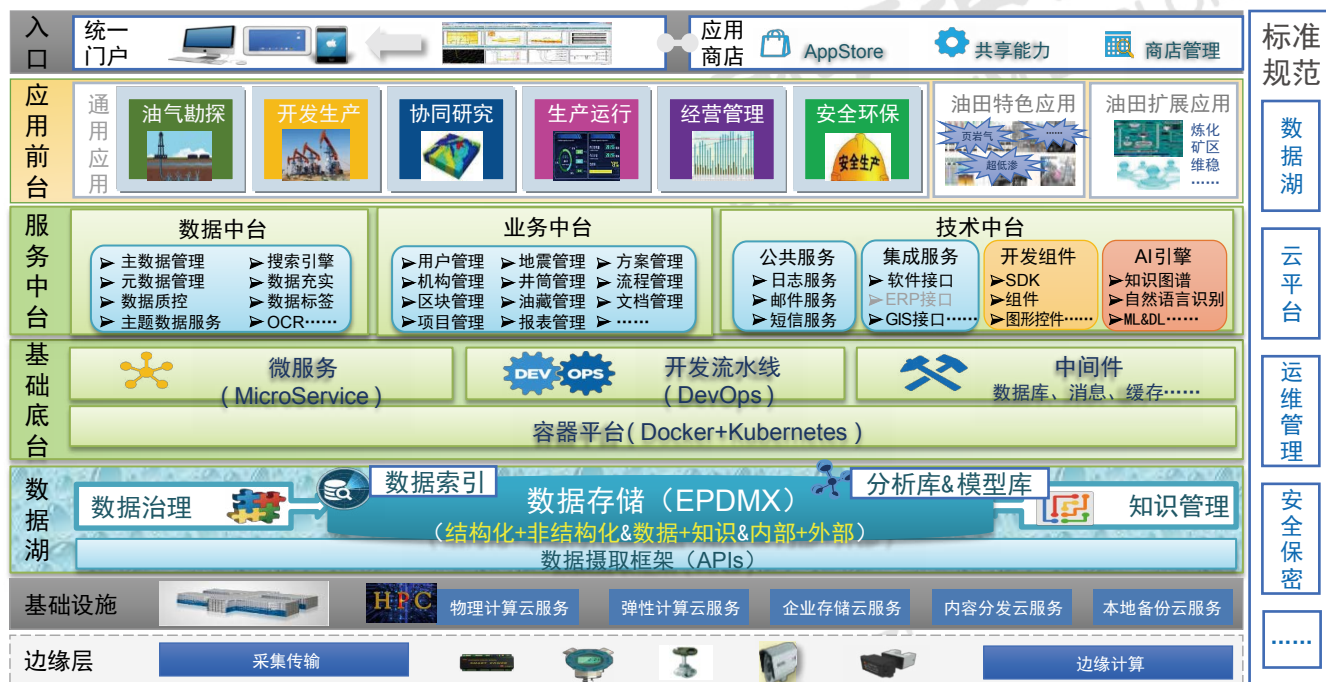 入口
统一门户
应用商店
AppStore
共享能力
商店管理
应用前台
通用应用
油气勘探
开发生产
协同研究
生产运行
经营管理
安全环保
安全生产
油田特色应用
页岩气
……
超低渗
油田扩展应用
炼化
矿区
维稳
……
服务中台
数据中台
➢ 主数据管理
➢ 元数据管理
➢ 数据质控
➢ 主题数据服务
➢ 搜索引擎
➢ 数据充实
➢ 数据标签
➢ OCR……
业务中台
➢用户管理
➢机构管理
➢区块管理
➢项目管理
➢地震管理
➢井筒管理
➢油藏管理
➢报表管理
➢方案管理
➢流程管理
➢文档管理
➢……
技术中台
公共服务
➢日志服务
➢邮件服务
➢短信服务
集成服务
➢软件接口
➢ERP接口
➢GIS接口……
开发组件
➢SDK
➢组件
➢图形控件……
AI引擎
➢知识图谱
➢自然语言识别
➢ML&DL……
基础底台
微服务
( MicroService )
DEV OPS
开发流水线
( DevOps )
中间件
数据库、消息、缓存……
容器平台( Docker+Kubernetes )
数据湖
数据治理
数据索引
数据存储（EPDMX）
（结构化+非结构化&数据+知识&内部+外部）
分析库&模型库
知识管理
数据摄取框架（APIs）
基础设施
HPC
物理计算云服务
弹性计算云服务
企业存储云服务
内容分发云服务
本地备份云服务
边缘层
采集传输
边缘计算
标准规范
数据湖
云平台
运维管理
安全保密
……